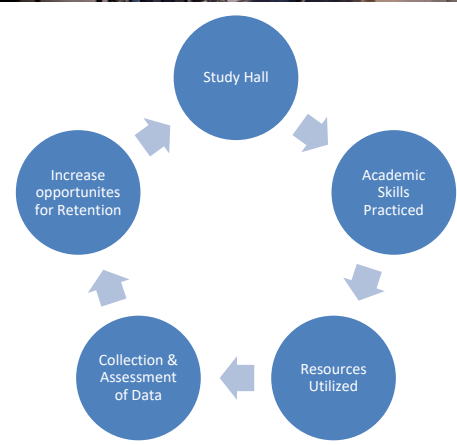 Study Hall
Academic
Skills
Practiced
Resources
Utilized
Collection &
Assessment
of Data
Increase
opportunites
for Retention